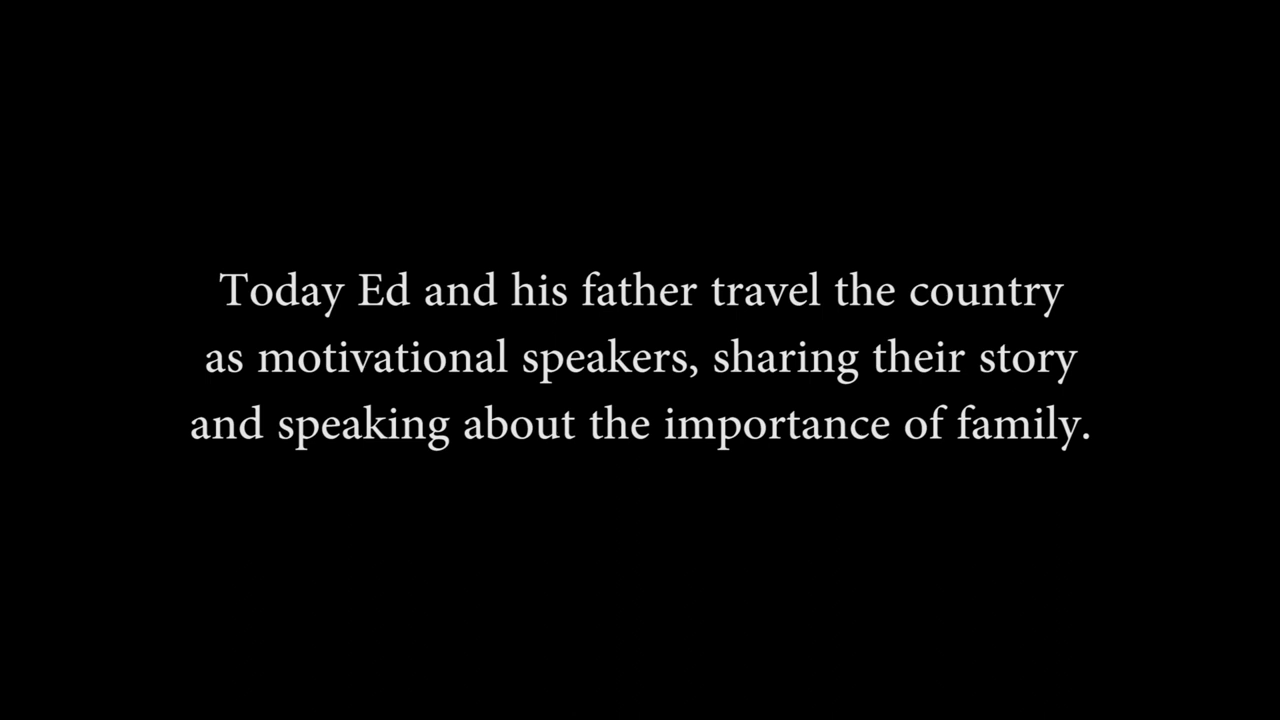 Today Ed and his father travel the country
as motivational speakers, sharing their story
and speaking about the importance of family.